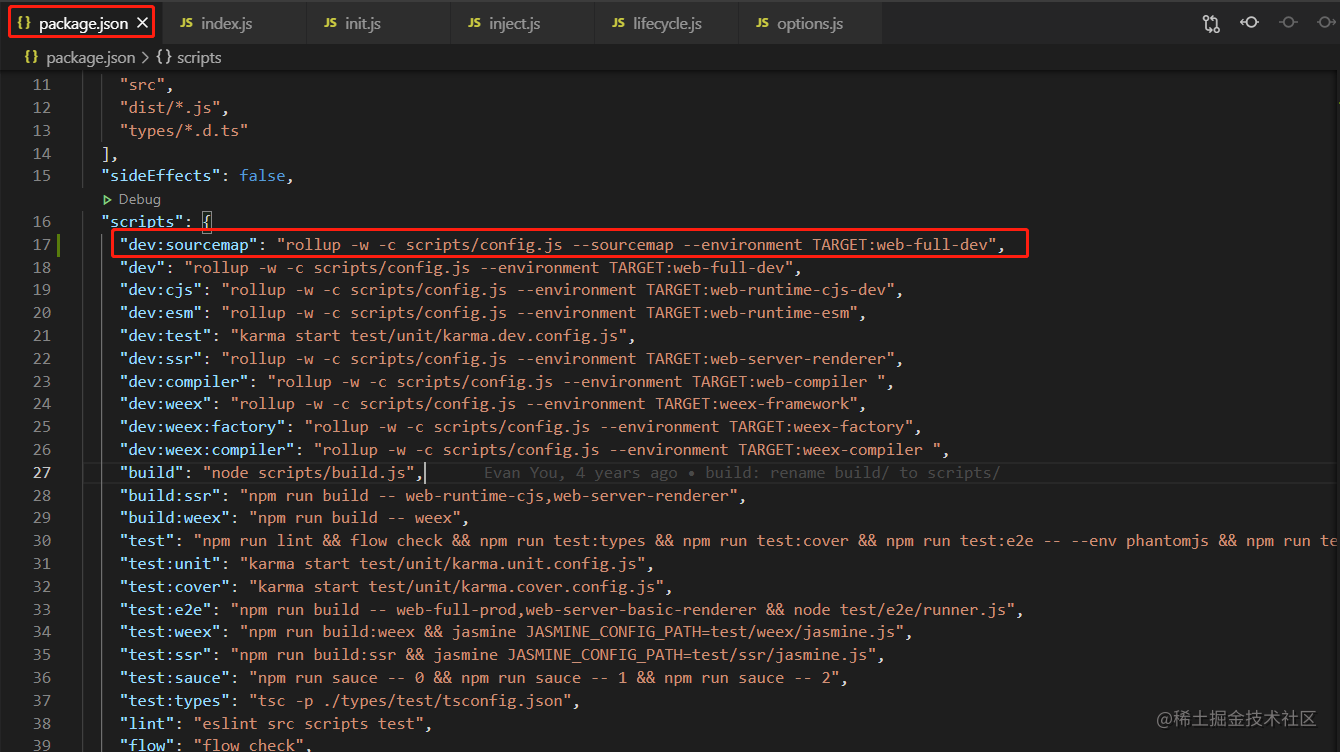 {} package.json ×
JS index.js
JS init.js
JS inject.js
JS lifecycle.js
JS options.js
{} package.json > {} scripts
11 "src",
12 "dist/*.js",
13 "types/*.d.ts"
14 ],
15 "sideEffects": false,
Debug
16 "scripts": {
17 "dev:sourcemap": "rollup -w -c scripts/config.js --sourcemap --environment TARGET:web-full-dev",
18 "dev": "rollup -w -c scripts/config.js --environment TARGET:web-full-dev",
19 "dev:cjs": "rollup -w -c scripts/config.js --environment TARGET:web-runtime-cjs-dev",
20 "dev:esm": "rollup -w -c scripts/config.js --environment TARGET:web-runtime-esm",
21 "dev:test": "karma start test/unit/karma.dev.config.js",
22 "dev:ssr": "rollup -w -c scripts/config.js --environment TARGET:web-server-renderer",
23 "dev:compiler": "rollup -w -c scripts/config.js --environment TARGET:web-compiler ",
24 "dev:weex": "rollup -w -c scripts/config.js --environment TARGET:weex-framework",
25 "dev:weex:factory": "rollup -w -c scripts/config.js --environment TARGET:weex-factory",
26 "dev:weex:compiler": "rollup -w -c scripts/config.js --environment TARGET:weex-compiler ",
27 "build": "node scripts/build.js", Evan You, 4 years ago • build: rename build/ to scripts/
28 "build:ssr": "npm run build -- web-runtime-cjs,web-server-renderer",
29 "build:weex": "npm run build -- weex",
30 "test": "npm run lint && flow check && npm run test:types && npm run test:cover && npm run test:e2e -- --env phantomjs && npm run te
31 "test:unit": "karma start test/unit/karma.unit.config.js",
32 "test:cover": "karma start test/unit/karma.cover.config.js",
33 "test:e2e": "npm run build -- web-full-prod,web-server-basic-renderer && node test/e2e/runner.js",
34 "test:weex": "npm run build:weex && jasmine JASMINE_CONFIG_PATH=test/weex/jasmine.js",
35 "test:ssr": "npm run build:ssr && jasmine JASMINE_CONFIG_PATH=test/ssr/jasmine.js",
36 "test:sauce": "npm run sauce -- 0 && npm run sauce -- 1 && npm run sauce -- 2",
37 "test:types": "tsc -p ./types/test/tsconfig.json",
38 "lint": "eslint src scripts test",
39 "flow": "flow check",
@稀土掘金技术社区